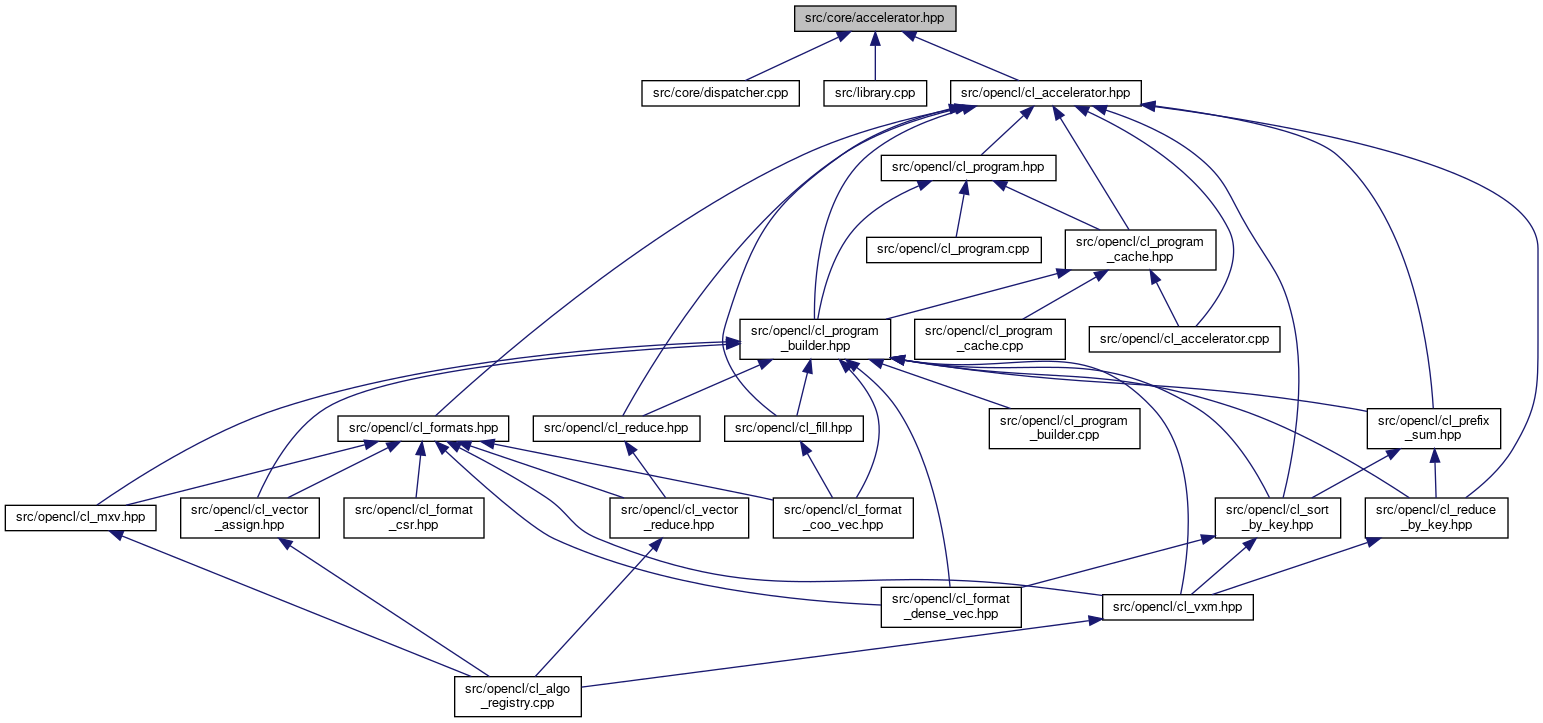 src/core/accelerator.hpp
src/core/dispatcher.cpp
src/library.cpp
src/opencl/cl_accelerator.hpp
src/opencl/cl_program.hpp
src/opencl/cl_program.cpp
src/opencl/cl_program
_cache.hpp
src/opencl/cl_program
_builder.hpp
src/opencl/cl_program
_cache.cpp
src/opencl/cl_accelerator.cpp
src/opencl/cl_formats.hpp
src/opencl/cl_reduce.hpp
src/opencl/cl_fill.hpp
src/opencl/cl_program
_builder.cpp
src/opencl/cl_prefix
_sum.hpp
src/opencl/cl_mxv.hpp
src/opencl/cl_vector
_assign.hpp
src/opencl/cl_format
_csr.hpp
src/opencl/cl_vector
_reduce.hpp
src/opencl/cl_format
_coo_vec.hpp
src/opencl/cl_sort
_by_key.hpp
src/opencl/cl_reduce
_by_key.hpp
src/opencl/cl_format
_dense_vec.hpp
src/opencl/cl_vxm.hpp
src/opencl/cl_algo
_registry.cpp